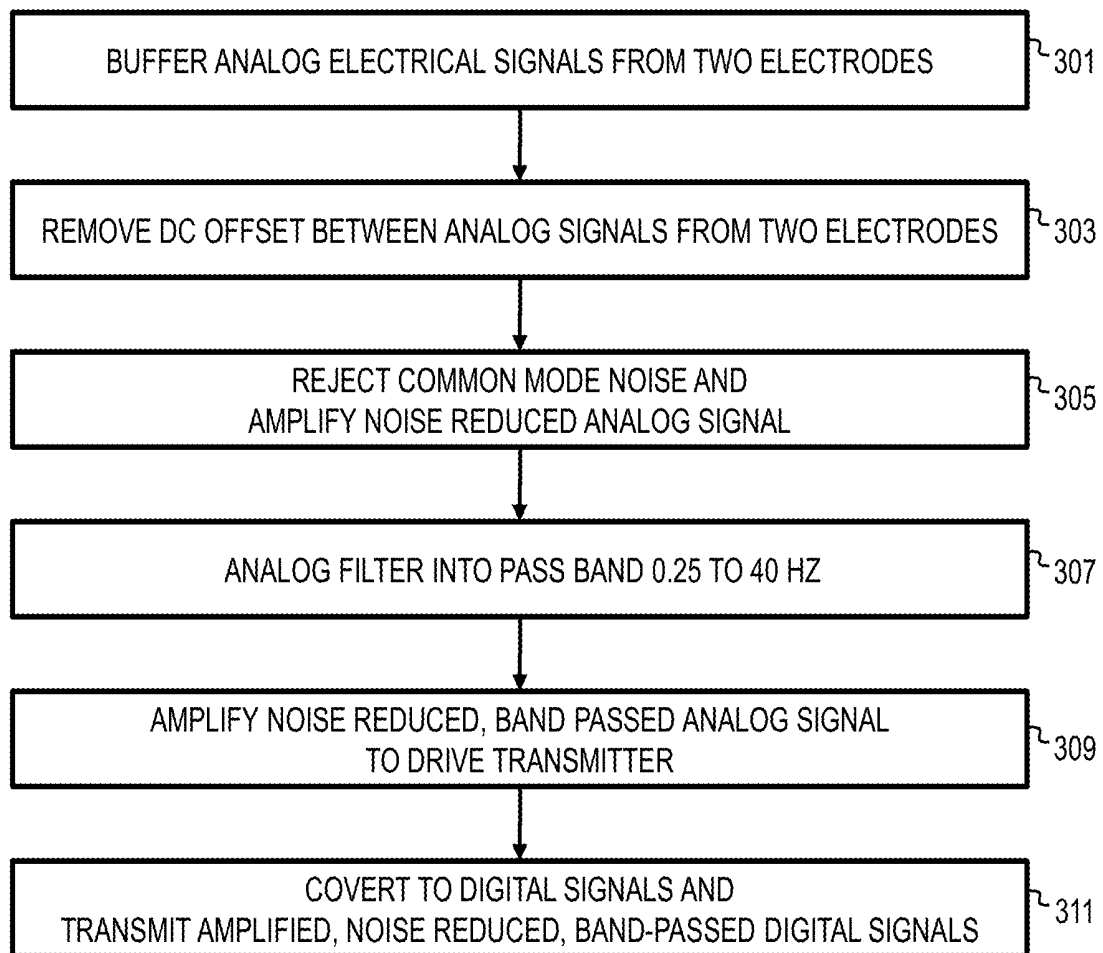 BUFFER ANALOG ELECTRICAL SIGNALS FROM TWO ELECTRODES
301
REMOVE DC OFFSET BETWEEN ANALOG SIGNALS FROM TWO ELECTRODES
303
REJECT COMMON MODE NOISE AND
AMPLIFY NOISE REDUCED ANALOG SIGNAL
305
ANALOG FILTER INTO PASS BAND 0.25 TO 40 HZ
307
AMPLIFY NOISE REDUCED, BAND PASSED ANALOG SIGNAL
TO DRIVE TRANSMITTER
309
COVERT TO DIGITAL SIGNALS AND
TRANSMIT AMPLIFIED, NOISE REDUCED, BAND-PASSED DIGITAL SIGNALS
311